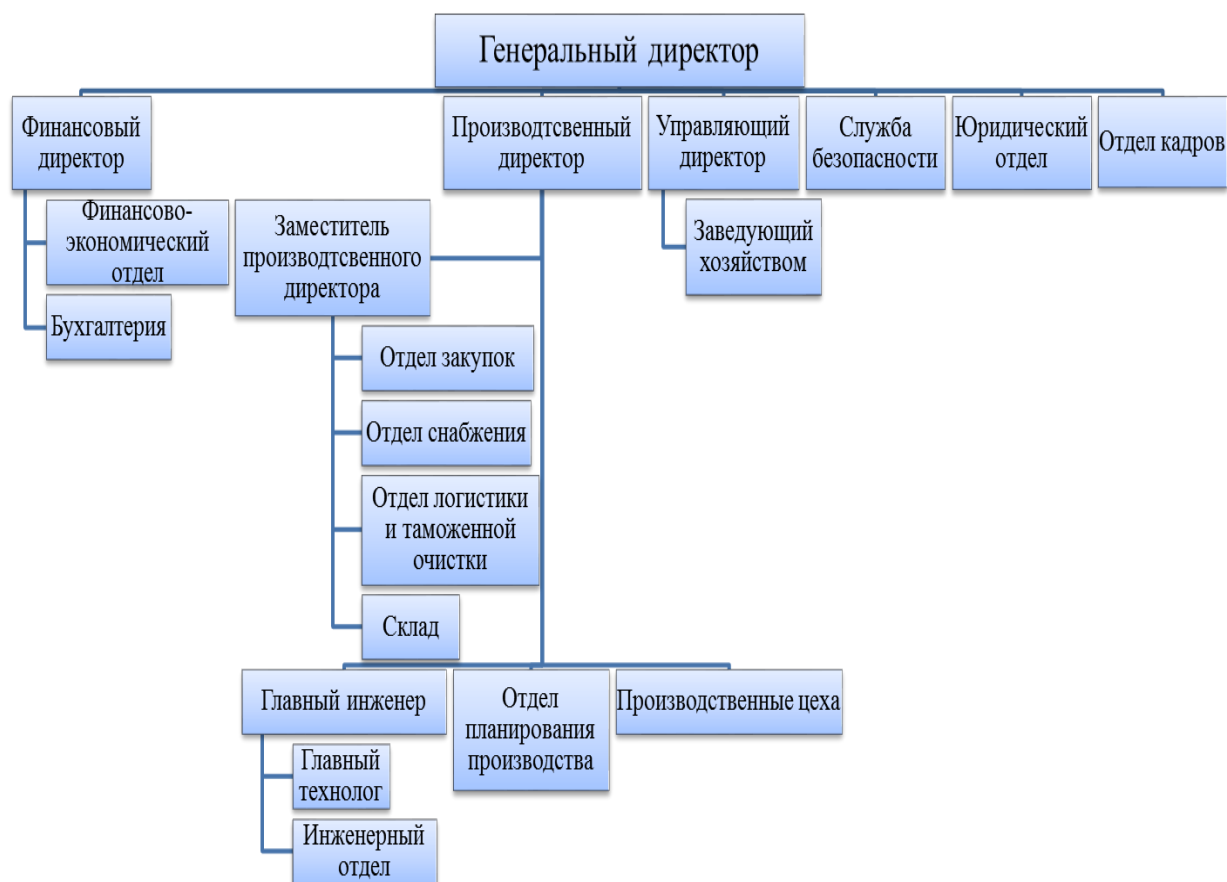 Генеральный директор
Финансовый
директор
Производтсвенный
директор
Управляющий
директор
Служба
безопасности
Юридический
отдел
Отдел кадров
Финансово-
экономический
отдел
Бухгалтерия
Заместитель
производтсвенного
директора
Заведующий
хозяйством
Отдел закупок
Отдел снабжения
Отдел логистики
и таможенной
очистки
Склад
Главный инженер
Отдел
планирования
производства
Производственные цеха
Главный
технолог
Инженерный
отдел